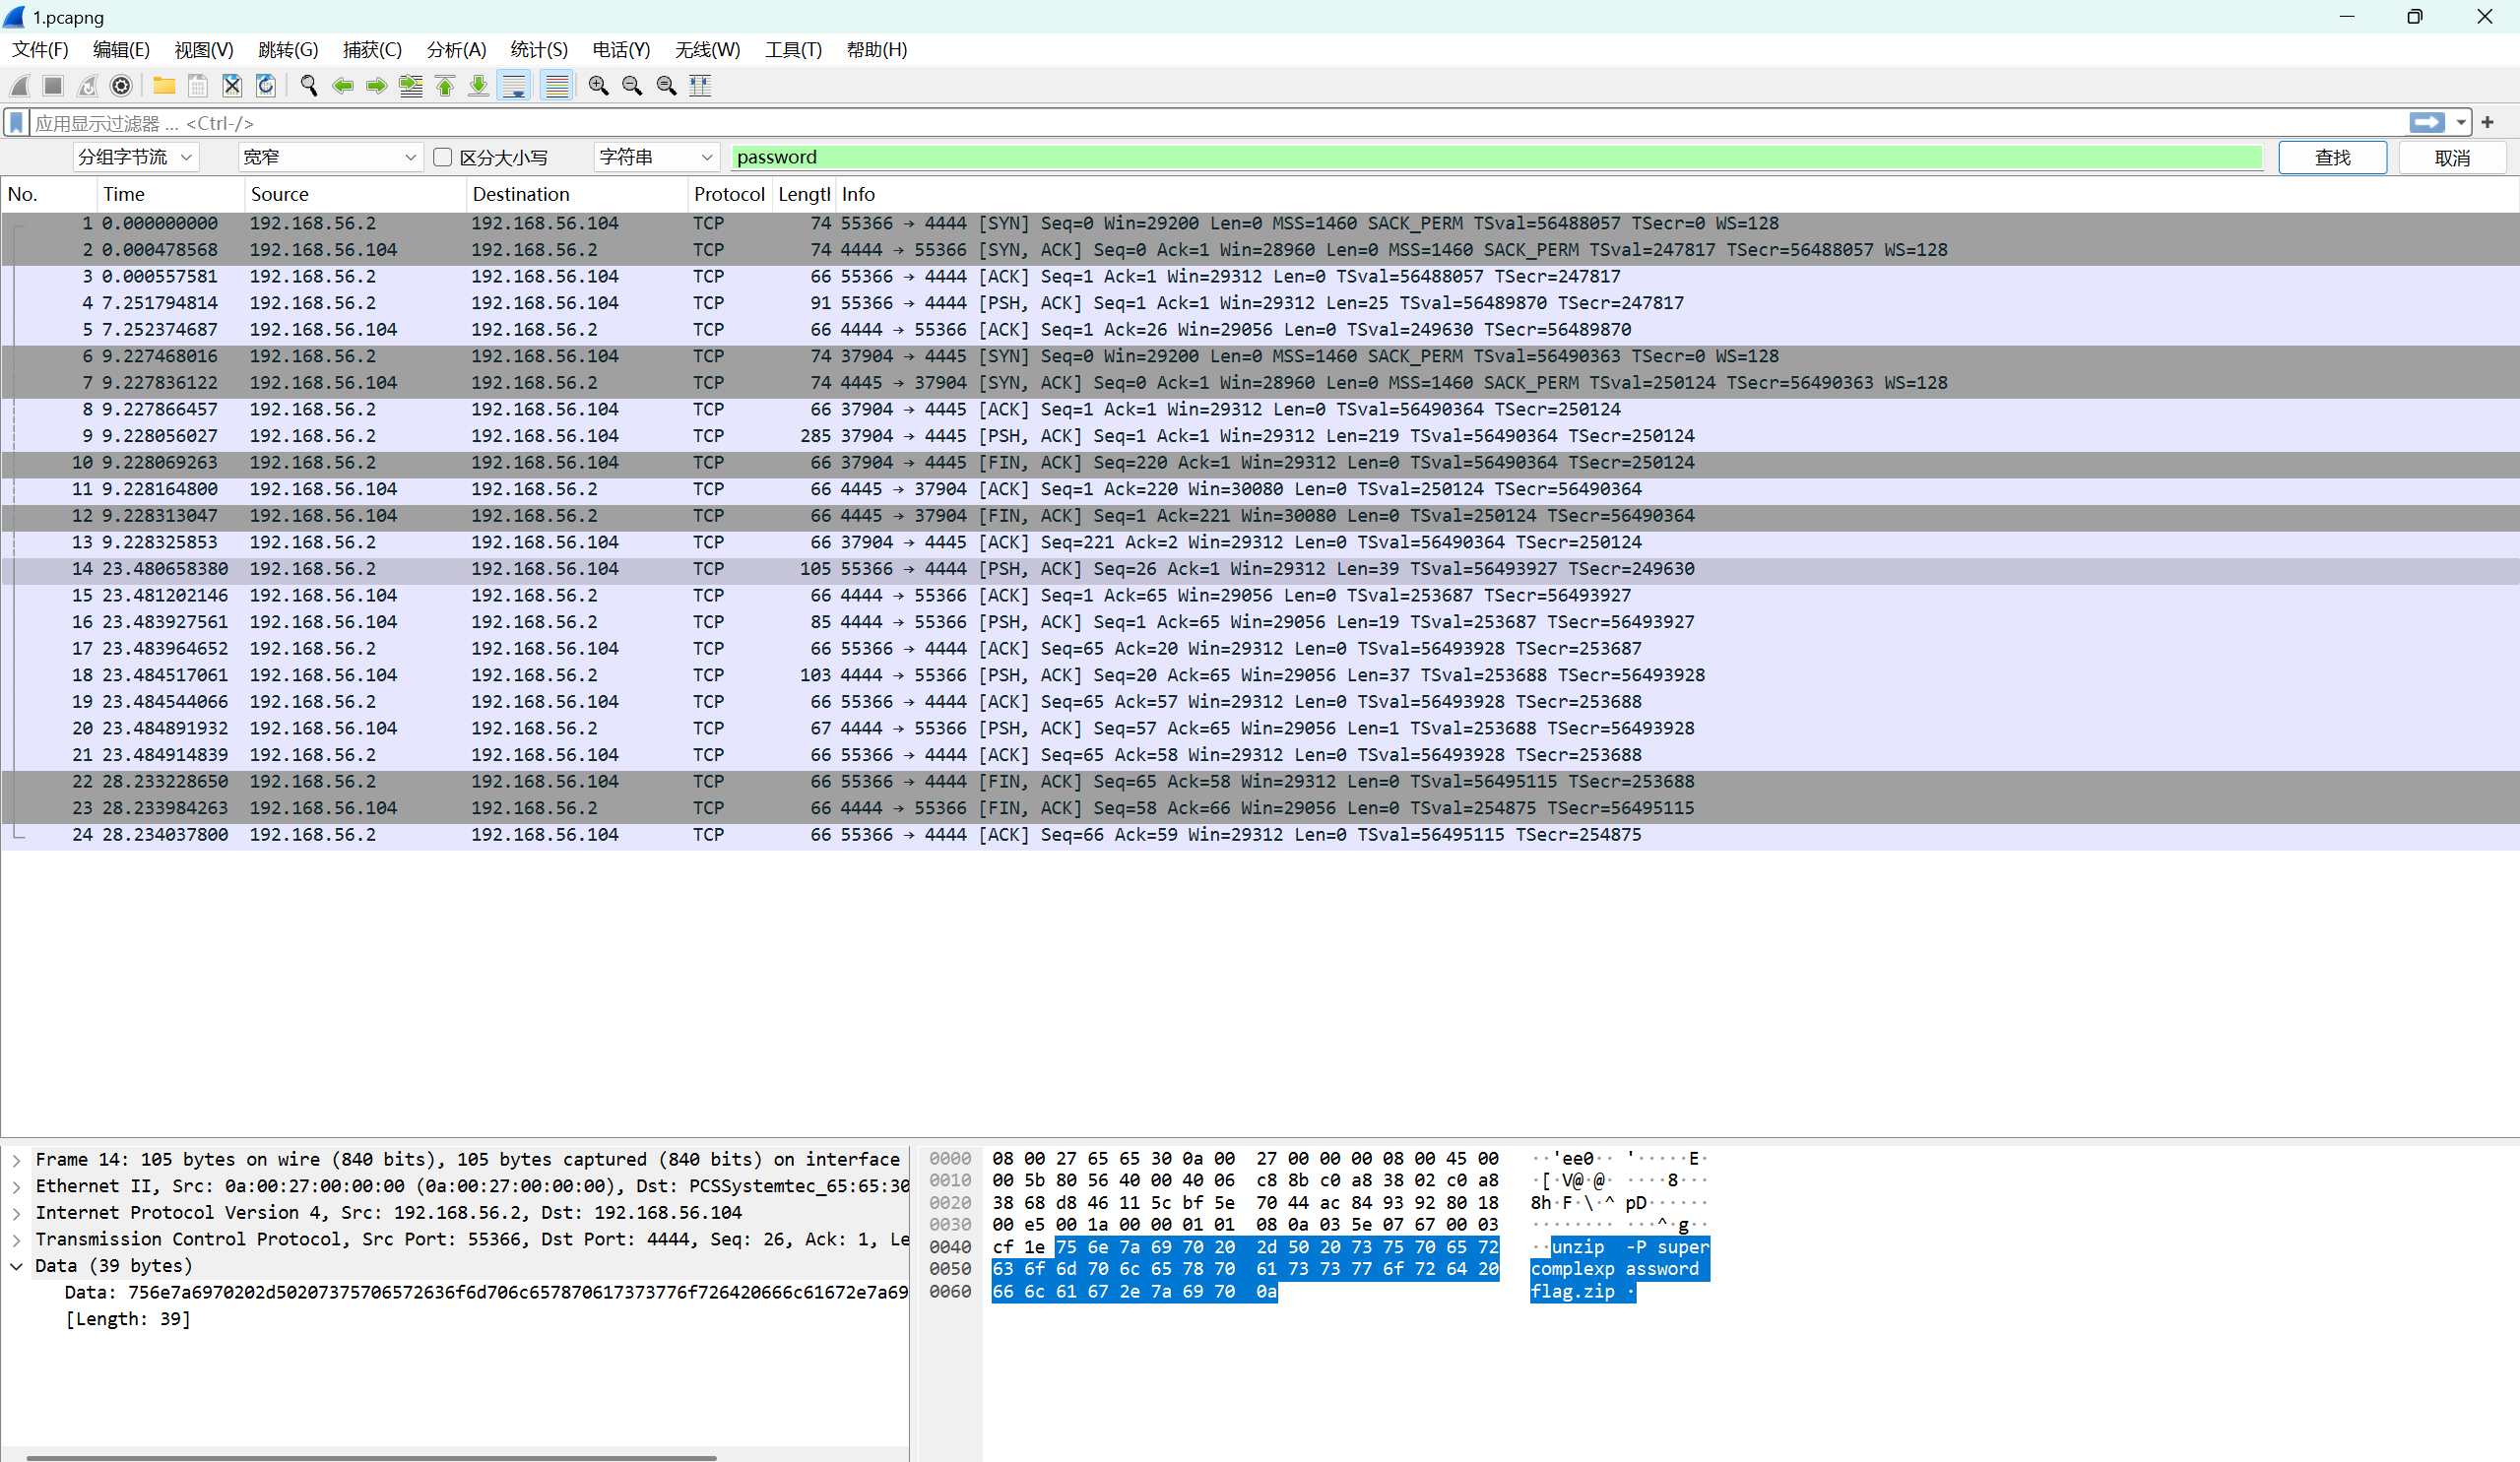 1.pcapng
文件(F) 编辑(E) 视图(V) 跳转(G) 捕获(C) 分析(A) 统计(S) 电话(Y) 无线(W) 工具(T) 帮助(H)
应用显示过滤器 … <Ctrl-/>
分组字节流 宽窄 区分大小写 字符串 password 查找 取消
No. Time Source Destination Protocol Length Info
1 0.000000000 192.168.56.2 192.168.56.104 TCP 74 55366 → 4444 [SYN] Seq=0 Win=29200 Len=0 MSS=1460 SACK_PERM TSval=56488057 TSecr=0 WS=128
2 0.000478568 192.168.56.104 192.168.56.2 TCP 74 4444 → 55366 [SYN, ACK] Seq=0 Ack=1 Win=28960 Len=0 MSS=1460 SACK_PERM TSval=247817 TSecr=56488057 WS=128
3 0.000557581 192.168.56.2 192.168.56.104 TCP 66 55366 → 4444 [ACK] Seq=1 Ack=1 Win=29312 Len=0 TSval=56488057 TSecr=247817
4 7.251794814 192.168.56.2 192.168.56.104 TCP 91 55366 → 4444 [PSH, ACK] Seq=1 Ack=1 Win=29312 Len=25 TSval=56489870 TSecr=247817
5 7.252374687 192.168.56.104 192.168.56.2 TCP 66 4444 → 55366 [ACK] Seq=1 Ack=26 Win=29056 Len=0 TSval=249630 TSecr=56489870
6 9.227468016 192.168.56.2 192.168.56.104 TCP 74 37904 → 4445 [SYN] Seq=0 Win=29200 Len=0 MSS=1460 SACK_PERM TSval=56490363 TSecr=0 WS=128
7 9.227836122 192.168.56.104 192.168.56.2 TCP 74 4445 → 37904 [SYN, ACK] Seq=0 Ack=1 Win=28960 Len=0 MSS=1460 SACK_PERM TSval=250124 TSecr=56490363 WS=128
8 9.227866457 192.168.56.2 192.168.56.104 TCP 66 37904 → 4445 [ACK] Seq=1 Ack=1 Win=29312 Len=0 TSval=56490364 TSecr=250124
9 9.228056027 192.168.56.2 192.168.56.104 TCP 285 37904 → 4445 [PSH, ACK] Seq=1 Ack=1 Win=29312 Len=219 TSval=56490364 TSecr=250124
10 9.228069263 192.168.56.2 192.168.56.104 TCP 66 37904 → 4445 [FIN, ACK] Seq=220 Ack=1 Win=29312 Len=0 TSval=56490364 TSecr=250124
11 9.228164800 192.168.56.104 192.168.56.2 TCP 66 4445 → 37904 [ACK] Seq=1 Ack=220 Win=30080 Len=0 TSval=250124 TSecr=56490364
12 9.228313047 192.168.56.104 192.168.56.2 TCP 66 4445 → 37904 [FIN, ACK] Seq=1 Ack=221 Win=30080 Len=0 TSval=250124 TSecr=56490364
13 9.228325853 192.168.56.2 192.168.56.104 TCP 66 37904 → 4445 [ACK] Seq=221 Ack=2 Win=29312 Len=0 TSval=56490364 TSecr=250124
14 23.480658380 192.168.56.2 192.168.56.104 TCP 105 55366 → 4444 [PSH, ACK] Seq=26 Ack=1 Win=29312 Len=39 TSval=56493927 TSecr=249630
15 23.481202146 192.168.56.104 192.168.56.2 TCP 66 4444 → 55366 [ACK] Seq=1 Ack=65 Win=29056 Len=0 TSval=253687 TSecr=56493927
16 23.483927561 192.168.56.104 192.168.56.2 TCP 85 4444 → 55366 [PSH, ACK] Seq=1 Ack=65 Win=29056 Len=19 TSval=253687 TSecr=56493927
17 23.483964652 192.168.56.2 192.168.56.104 TCP 66 55366 → 4444 [ACK] Seq=65 Ack=20 Win=29312 Len=0 TSval=56493928 TSecr=253687
18 23.484517061 192.168.56.104 192.168.56.2 TCP 103 4444 → 55366 [PSH, ACK] Seq=20 Ack=65 Win=29056 Len=37 TSval=253688 TSecr=56493928
19 23.484544066 192.168.56.2 192.168.56.104 TCP 66 55366 → 4444 [ACK] Seq=65 Ack=57 Win=29312 Len=0 TSval=56493928 TSecr=253688
20 23.484891932 192.168.56.104 192.168.56.2 TCP 67 4444 → 55366 [PSH, ACK] Seq=57 Ack=65 Win=29056 Len=1 TSval=253688 TSecr=56493928
21 23.484914839 192.168.56.2 192.168.56.104 TCP 66 55366 → 4444 [ACK] Seq=65 Ack=58 Win=29312 Len=0 TSval=56493928 TSecr=253688
22 28.233228650 192.168.56.2 192.168.56.104 TCP 66 55366 → 4444 [FIN, ACK] Seq=65 Ack=58 Win=29312 Len=0 TSval=56495115 TSecr=253688
23 28.233984263 192.168.56.104 192.168.56.2 TCP 66 4444 → 55366 [FIN, ACK] Seq=58 Ack=66 Win=29056 Len=0 TSval=254875 TSecr=56495115
24 28.234037800 192.168.56.2 192.168.56.104 TCP 66 55366 → 4444 [ACK] Seq=66 Ack=59 Win=29312 Len=0 TSval=56495115 TSecr=254875
Frame 14: 105 bytes on wire (840 bits), 105 bytes captured (840 bits) on interface
Ethernet II, Src: 0a:00:27:00:00:00 (0a:00:27:00:00:00), Dst: PCSSystemtec_65:65:30
Internet Protocol Version 4, Src: 192.168.56.2, Dst: 192.168.56.104
Transmission Control Protocol, Src Port: 55366, Dst Port: 4444, Seq: 26, Ack: 1, Le
Data (39 bytes)
Data: 756e7a6970202d50207375706572636f6d706c657870617373776f726420666c61672e7a69
[Length: 39]
0000 08 00 27 65 65 30 0a 00 27 00 00 00 08 00 45 00 ··'ee0·· '·····E·
0010 00 5b 80 56 40 00 40 06 c8 8b c0 a8 38 02 c0 a8 ·[·V@·@· ····8···
0020 38 68 d8 46 11 5c bf 5e 70 44 ac 84 93 92 80 18 8h·F·\·^ pD······
0030 00 e5 00 1a 00 00 01 01 08 0a 03 5e 07 67 00 03 ········ ···^·g··
0040 cf 1e 75 6e 7a 69 70 20 2d 50 20 73 75 70 65 72 ··unzip -P super
0050 63 6f 6d 70 6c 65 78 70 61 73 73 77 6f 72 64 20 complexp assword
0060 66 6c 61 67 2e 7a 69 70 0a flag.zip ·